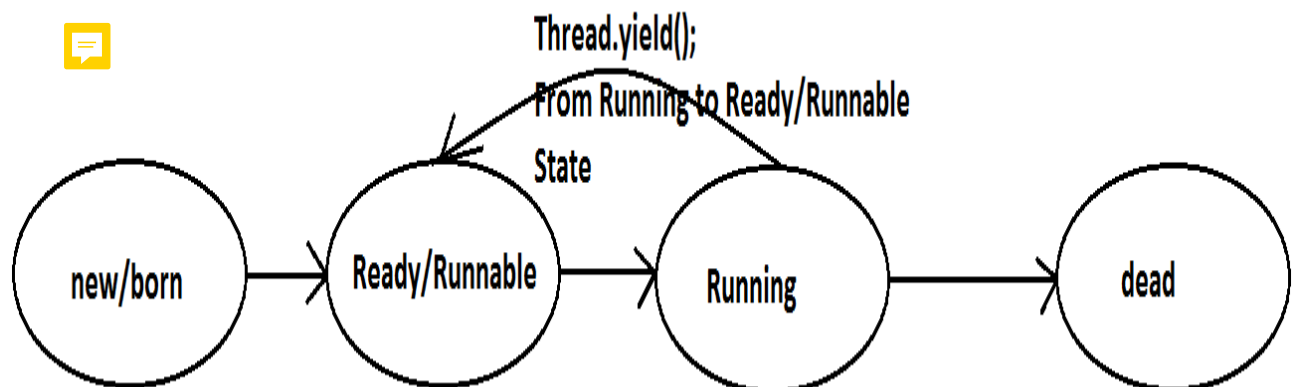 Thread.yield();
From Running to Ready/Runnable
State
new/born
Ready/Runnable
Running
dead